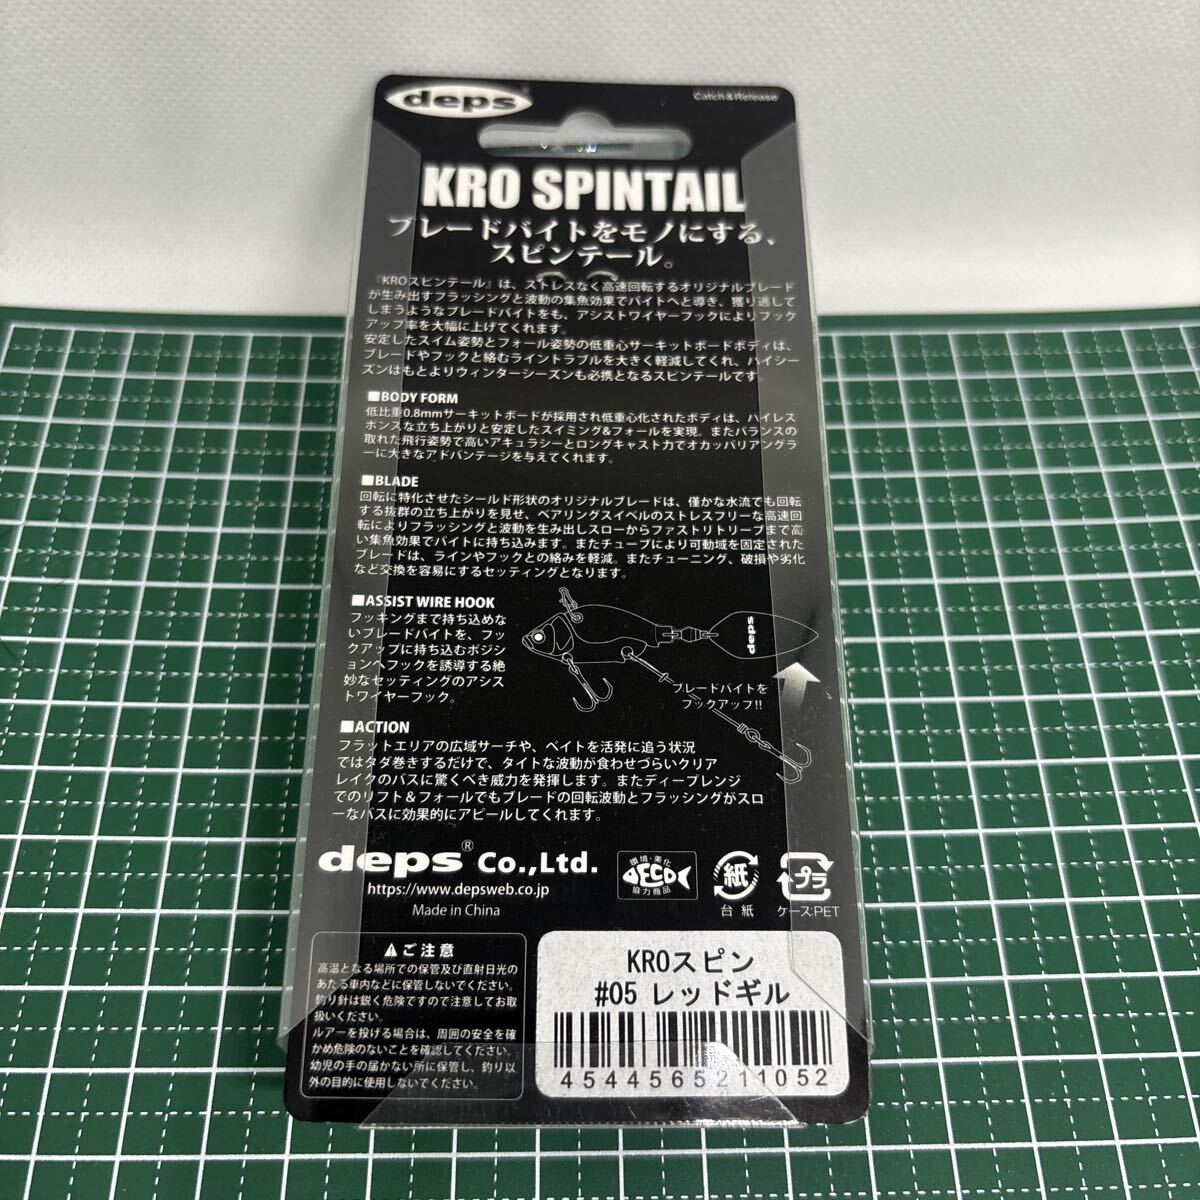 deps
Catch&Release
KRO SPINTAIL
ブレードバイトをモノにする、
スピンテール。
『KROスピンテール』は、ストレスなく高速回転するオリジナルブレード
が生み出すフラッシングと波動の集魚効果でバイトへと導き、獲り逃して
しまうようなブレードバイトをも、アシストワイヤーフックによりフック
アップ率を大幅に上げてくれます。
安定したスイム姿勢とフォール姿勢の低重心サーキットボードボディは、
ブレードやフックと絡むライントラブルを大きく軽減してくれ、ハイシー
ズンはもとよりウィンターシーズンも必携となるスピンテールです。
■BODY FORM
低比重0.8mmサーキットボードが採用され低重心化されたボディは、ハイレス
ポンスな立ち上がりと安定したスイミング&フォールを実現。またバランスの
取れた飛行姿勢で高いアキュラシーとロングキャスト力でオカッパリアングラ
ーに大きなアドバンテージを与えてくれます。
■BLADE
回転に特化させたシールド形状のオリジナルブレードは、僅かな水流でも回転
する抜群の立ち上がりを見せ、ベアリングスイベルのストレスフリーな高速回
転によりフラッシングと波動を生み出しスローからファストリトリーブまで高
い集魚効果でバイトに持ち込みます。またチューブにより可動域を固定された
ブレードは、ラインやフックとの絡みを軽減。またチューニング、破損や劣化
など交換を容易にするセッティングとなります。
■ASSIST WIRE HOOK
フッキングまで持ち込めな
いブレードバイトを、フッ
クアップに持ち込むポジシ
ョンへフックを誘導する絶
妙なセッティングのアシス
トワイヤーフック。
deps
ブレードバイトを
フックアップ!!
■ACTION
フラットエリアの広域サーチや、ベイトを活発に追う状況
ではタダ巻きするだけで、タイトな波動が食わせづらいクリア
レイクのバスに驚くべき威力を発揮します。またディープレンジ
でのリフト＆フォールでもブレードの回転波動とフラッシングがスロ
ーなバスに効果的にアピールしてくれます。
deps® Co.,Ltd.
https://www.depsweb.co.jp
Made in China
環境・美化
ECO
協力商品
紙
台紙
プラ
ケース:PET
⚠ご注意
高温となる場所での保管及び直射日光の
あたる車内などに保管しないでください。
釣り針は鋭く危険ですので注意してお取
扱いください。
ルアーを投げる場合は、周囲の安全を確
かめ危険のないことを確認してください。
幼児の手の届かない所に保管し、釣り以
外の目的に使用しないでください。
KROスピン
#05 レッドギル
4544565211052